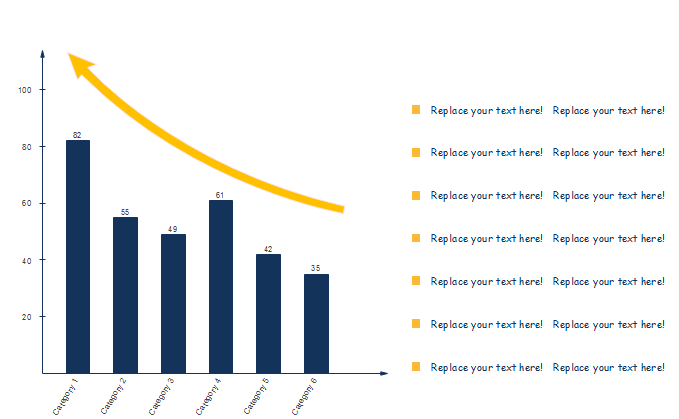 100
80
60
40
20
82
55
49
61
42
35
Category 1
Category 2
Category 3
Category 4
Category 5
Category 6
Replace your text here! Replace your text here!
Replace your text here! Replace your text here!
Replace your text here! Replace your text here!
Replace your text here! Replace your text here!
Replace your text here! Replace your text here!
Replace your text here! Replace your text here!
Replace your text here! Replace your text here!